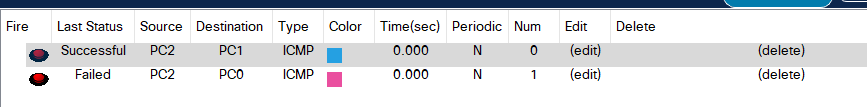 Fire Last Status Source Destination Type Color Time(sec) Periodic Num Edit Delete
Successful PC2 PC1 ICMP 0.000 N 0 (edit) (delete)
Failed PC2 PC0 ICMP 0.000 N 1 (edit) (delete)